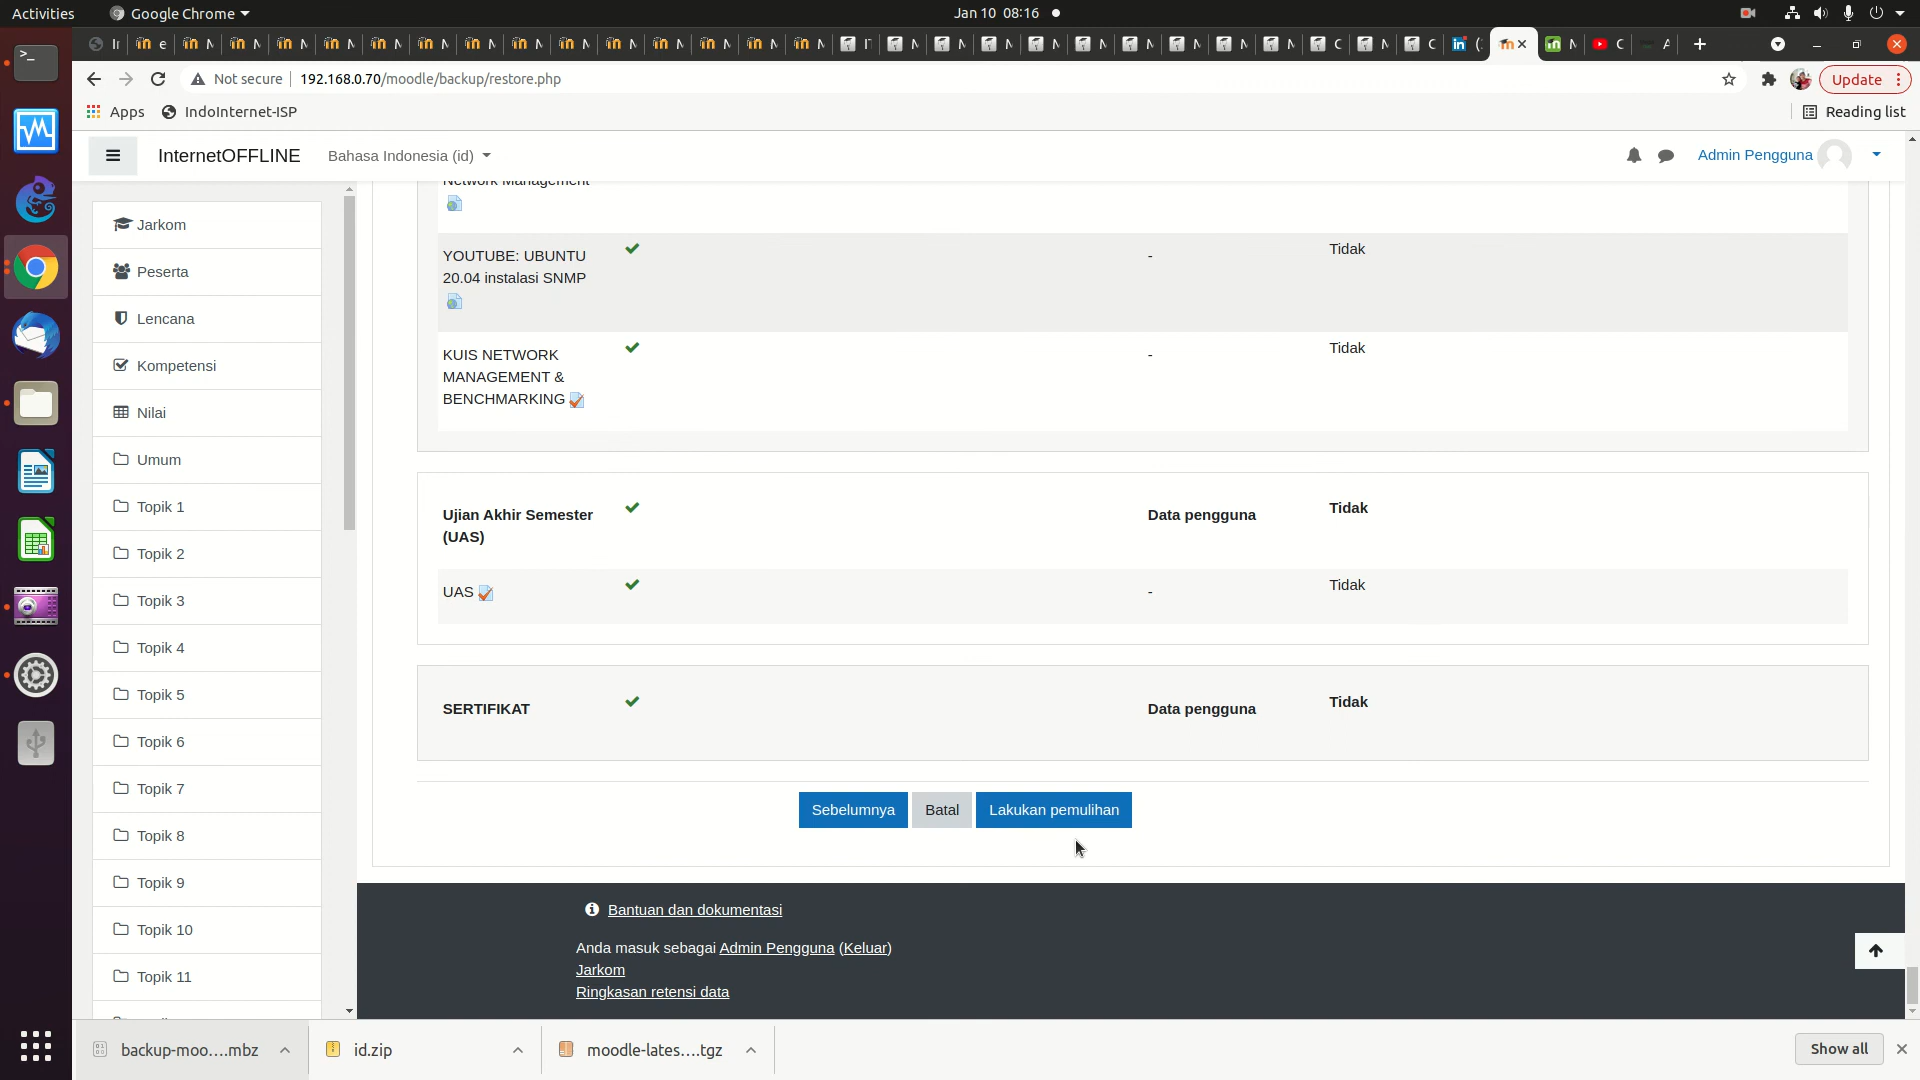 Activities
Google Chrome
Jan 10 08:16
Not secure
192.168.0.70/moodle/backup/restore.php
Update
Apps
IndoInternet-ISP
Reading list
InternetOFFLINE
Bahasa Indonesia (id)
Admin Pengguna
Jarkom
Peserta
Lencana
Kompetensi
Nilai
Umum
Topik 1
Topik 2
Topik 3
Topik 4
Topik 5
Topik 6
Topik 7
Topik 8
Topik 9
Topik 10
Topik 11
Network Management
YOUTUBE: UBUNTU
20.04 instalasi SNMP
-
Tidak
KUIS NETWORK
MANAGEMENT &
BENCHMARKING
-
Tidak
Ujian Akhir Semester
(UAS)
Data pengguna
Tidak
UAS
-
Tidak
SERTIFIKAT
Data pengguna
Tidak
Sebelumnya
Batal
Lakukan pemulihan
Bantuan dan dokumentasi
Anda masuk sebagai Admin Pengguna (Keluar)
Jarkom
Ringkasan retensi data
backup-moo....mbz
id.zip
moodle-lates....tgz
Show all